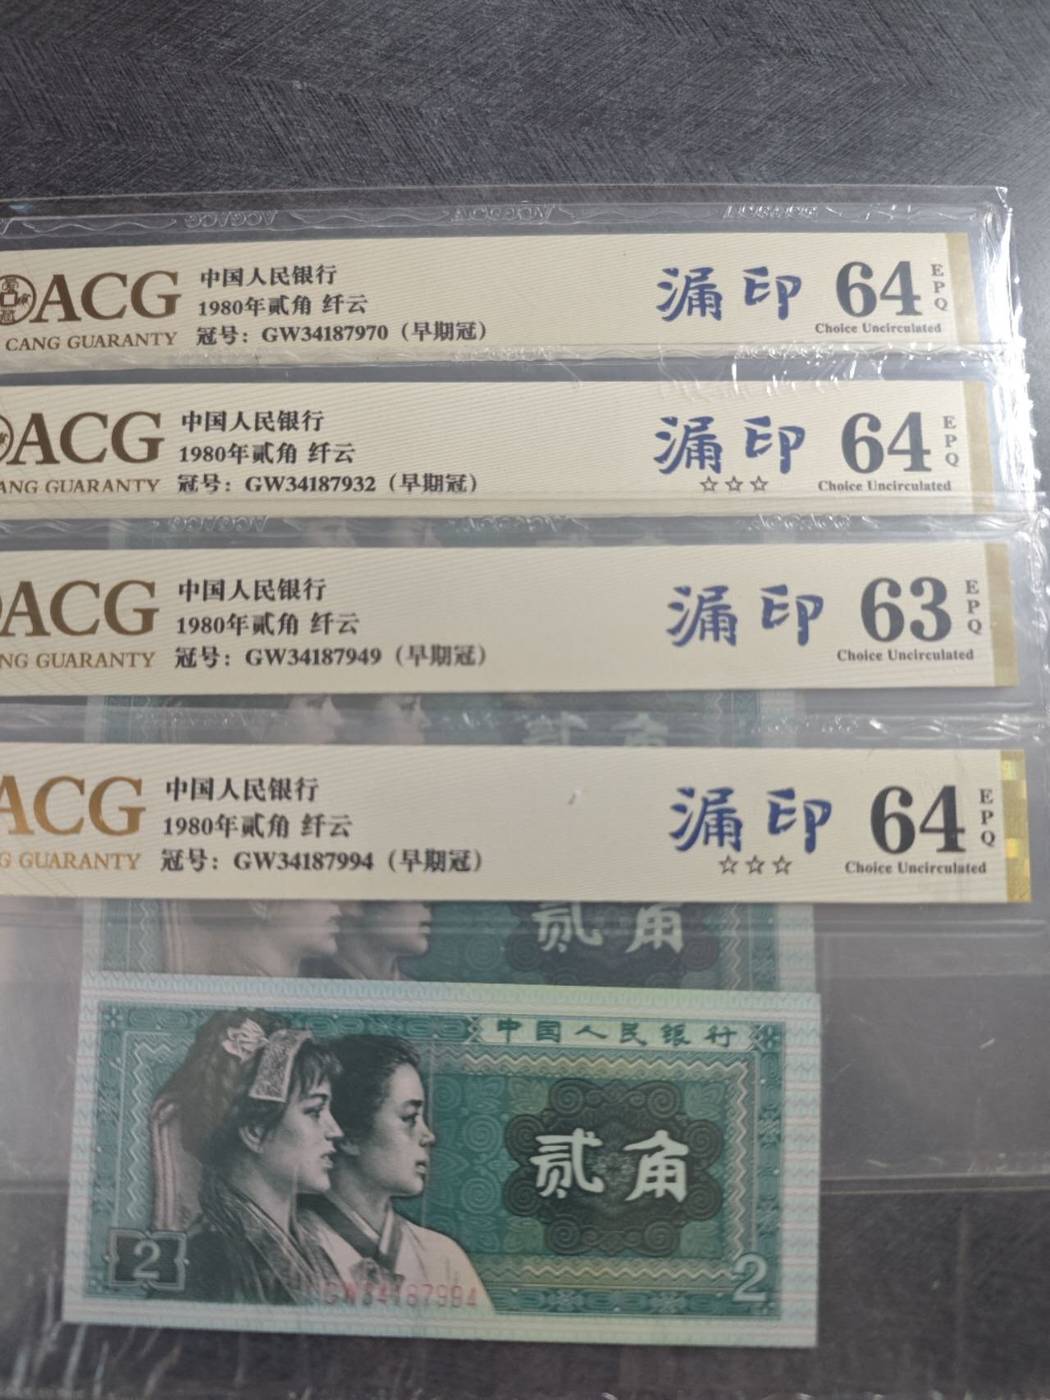 ACG
中国人民银行
1980年贰角 纤云
冠号：GW34187970（早期冠）
CANG GUARANTY
漏印
64
EPQ
Choice Uncirculated
ACG
中国人民银行
1980年贰角 纤云
冠号：GW34187932（早期冠）
ANG GUARANTY
漏印
☆☆☆
64
EPQ
Choice Uncirculated
ACG
中国人民银行
1980年贰角 纤云
冠号：GW34187949（早期冠）
NG GUARANTY
漏印
63
EPQ
Choice Uncirculated
贰角
ACG
中国人民银行
1980年贰角 纤云
冠号：GW34187994（早期冠）
G GUARANTY
漏印
☆☆☆
64
EPQ
Choice Uncirculated
贰角
中国人民银行
贰角
2
2
GW34187994